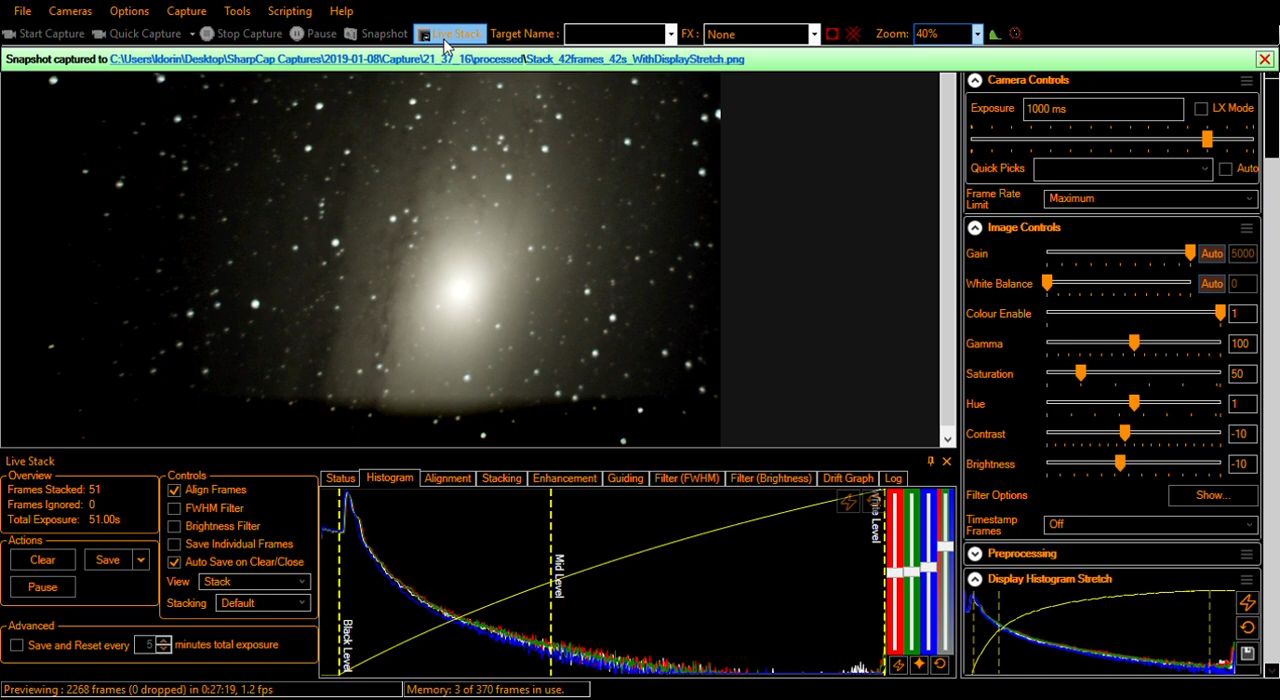 File Cameras Options Capture Tools Scripting Help
Start Capture Quick Capture Stop Capture Pause Snapshot Live Stack Target Name : FX : None Zoom: 40%
Snapshot captured to C:\Users\ldorin\Desktop\SharpCap Captures\2019-01-08\Capture\21_37_16\processed\Stack_42frames_42s_WithDisplayStretch.png
Camera Controls
Exposure 1000 ms LX Mode
Quick Picks Auto
Frame Rate Limit Maximum
Image Controls
Gain Auto 5000
White Balance Auto 0
Colour Enable 1
Gamma 100
Saturation 50
Hue 1
Contrast -10
Brightness -10
Filter Options Show...
Timestamp Frames Off
Preprocessing
Display Histogram Stretch
Live Stack
Overview
Frames Stacked: 51
Frames Ignored: 0
Total Exposure: 51.00s
Actions
Clear Save
Pause
Controls
Align Frames
FWHM Filter
Brightness Filter
Save Individual Frames
Auto Save on Clear/Close
View Stack
Stacking Default
Advanced
Save and Reset every 5 minutes total exposure
Status Histogram Alignment Stacking Enhancement Guiding Filter (FWHM) Filter (Brightness) Drift Graph Log
Black Level
Mid Level
White Level
Previewing : 2268 frames (0 dropped) in 0:27:19, 1.2 fps Memory: 3 of 370 frames in use.